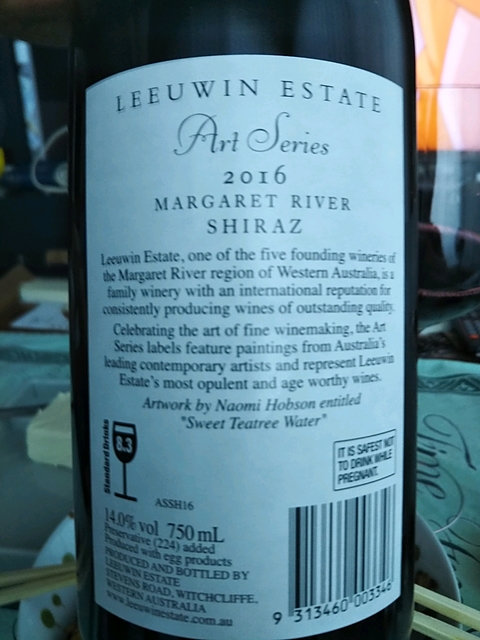 LEEUWIN ESTATE
Art Series
2016
MARGARET RIVER
SHIRAZ
Leeuwin Estate, one of the five founding wineries of
the Margaret River region of Western Australia, is a
family winery with an international reputation for
consistently producing wines of outstanding quality.
Celebrating the art of fine winemaking, the Art
Series labels feature paintings from Australia's
leading contemporary artists and represent Leeuwin
Estate's most opulent and age worthy wines.
Artwork by Naomi Hobson entitled
"Sweet Teatree Water"
Standard Drinks
8.3
IT IS SAFEST NOT
TO DRINK WHILE
PREGNANT.
ASSH16
14.0% vol 750 mL
Preservative (224) added
Produced with egg products
PRODUCED AND BOTTLED BY
LEEUWIN ESTATE
STEVENS ROAD, WITCHCLIFFE,
WESTERN AUSTRALIA
www.leeuwinestate.com.au
9 313460 003346